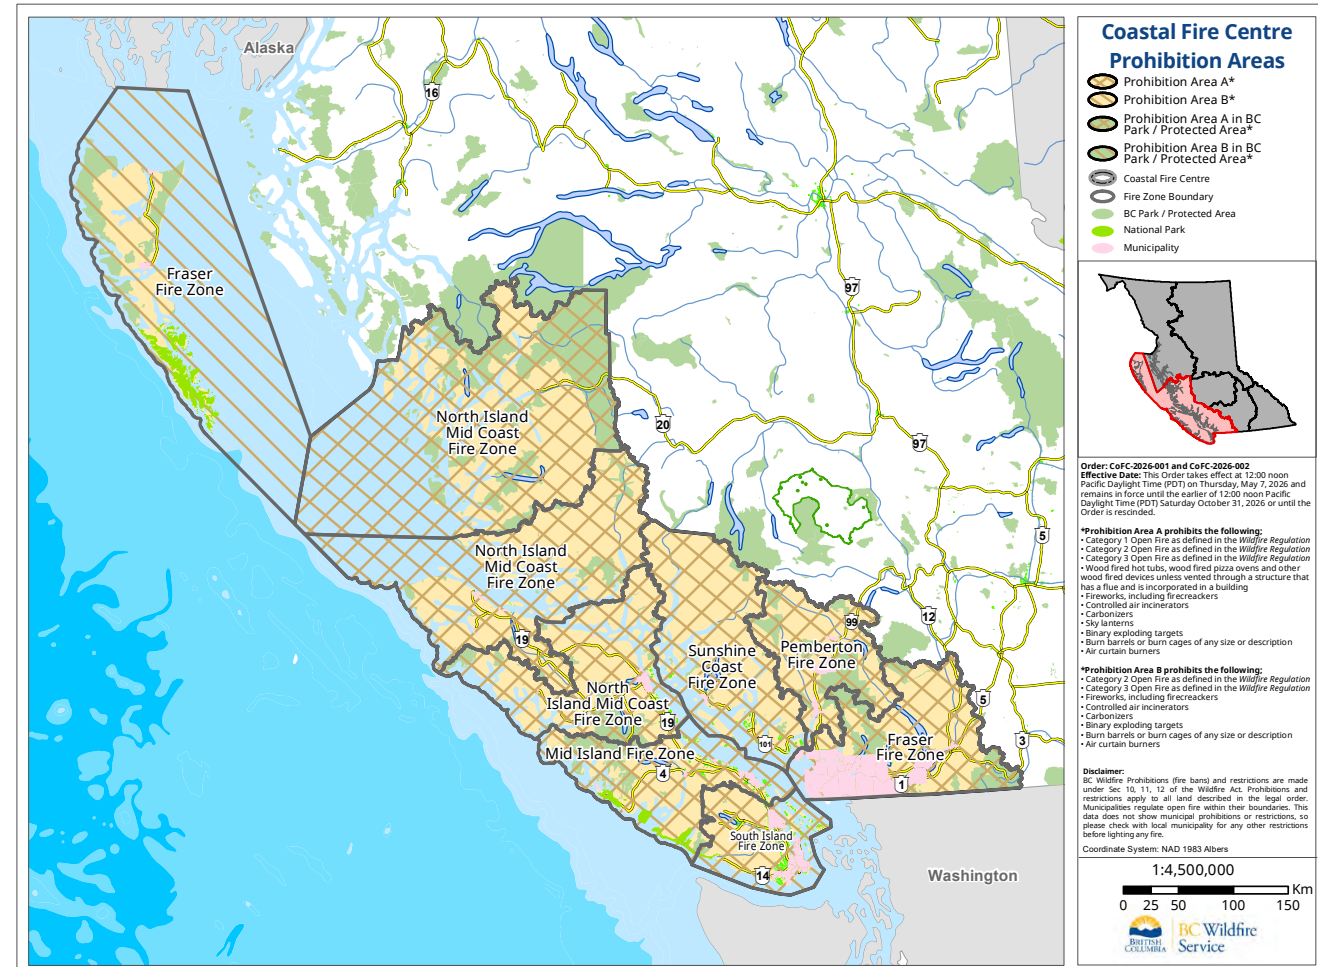 Alaska
16
Fraser
Fire Zone
97
North Island
Mid Coast
Fire Zone
20
97
5
North Island
Mid Coast
Fire Zone
19
99
12
Pemberton
Fire Zone
Sunshine
Coast
Fire Zone
North
Island Mid Coast
Fire Zone
5
19
3
101
Fraser
Fire Zone
Mid Island Fire Zone
4
1
South Island
Fire Zone
14
Washington
Coastal Fire Centre
Prohibition Areas
Prohibition Area A*
Prohibition Area B*
Prohibition Area A in BC
Park / Protected Area*
Prohibition Area B in BC
Park / Protected Area*
Coastal Fire Centre
Fire Zone Boundary
BC Park / Protected Area
National Park
Municipality
Order: CoFC-2026-001 and CoFC-2026-002
Effective Date: This Order takes effect at 12:00 noon
Pacific Daylight Time (PDT) on Thursday, May 7, 2026 and
remains in force until the earlier of 12:00 noon Pacific
Daylight Time (PDT) Saturday October 31, 2026 or until the
Order is rescinded.
*Prohibition Area A prohibits the following;
• Category 1 Open Fire as defined in the Wildfire Regulation
• Category 2 Open Fire as defined in the Wildfire Regulation
• Category 3 Open Fire as defined in the Wildfire Regulation
• Wood fired hot tubs, wood fired pizza ovens and other
wood fired devices unless vented through a structure that
has a flue and is incorporated in a building
• Fireworks, including firecreackers
• Controlled air incinerators
• Carbonizers
• Sky lanterns
• Binary exploding targets
• Burn barrels or burn cages of any size or description
• Air curtain burners
*Prohibition Area B prohibits the following;
• Category 2 Open Fire as defined in the Wildfire Regulation
• Category 3 Open Fire as defined in the Wildfire Regulation
• Fireworks, including firecreackers
• Controlled air incinerators
• Carbonizers
• Binary exploding targets
• Burn barrels or burn cages of any size or description
• Air curtain burners
Disclaimer:
BC Wildfire Prohibitions (fire bans) and restrictions are made
under Sec 10, 11, 12 of the Wildfire Act. Prohibitions and
restrictions apply to all land described in the legal order.
Municipalities regulate open fire within their boundaries. This
data does not show municipal prohibitions or restrictions, so
please check with local municipality for any other restrictions
before lighting any fire.
Coordinate System: NAD 1983 Albers
1:4,500,000
Km
0 25 50 100 150
BRITISH
COLUMBIA
BC Wildfire
Service